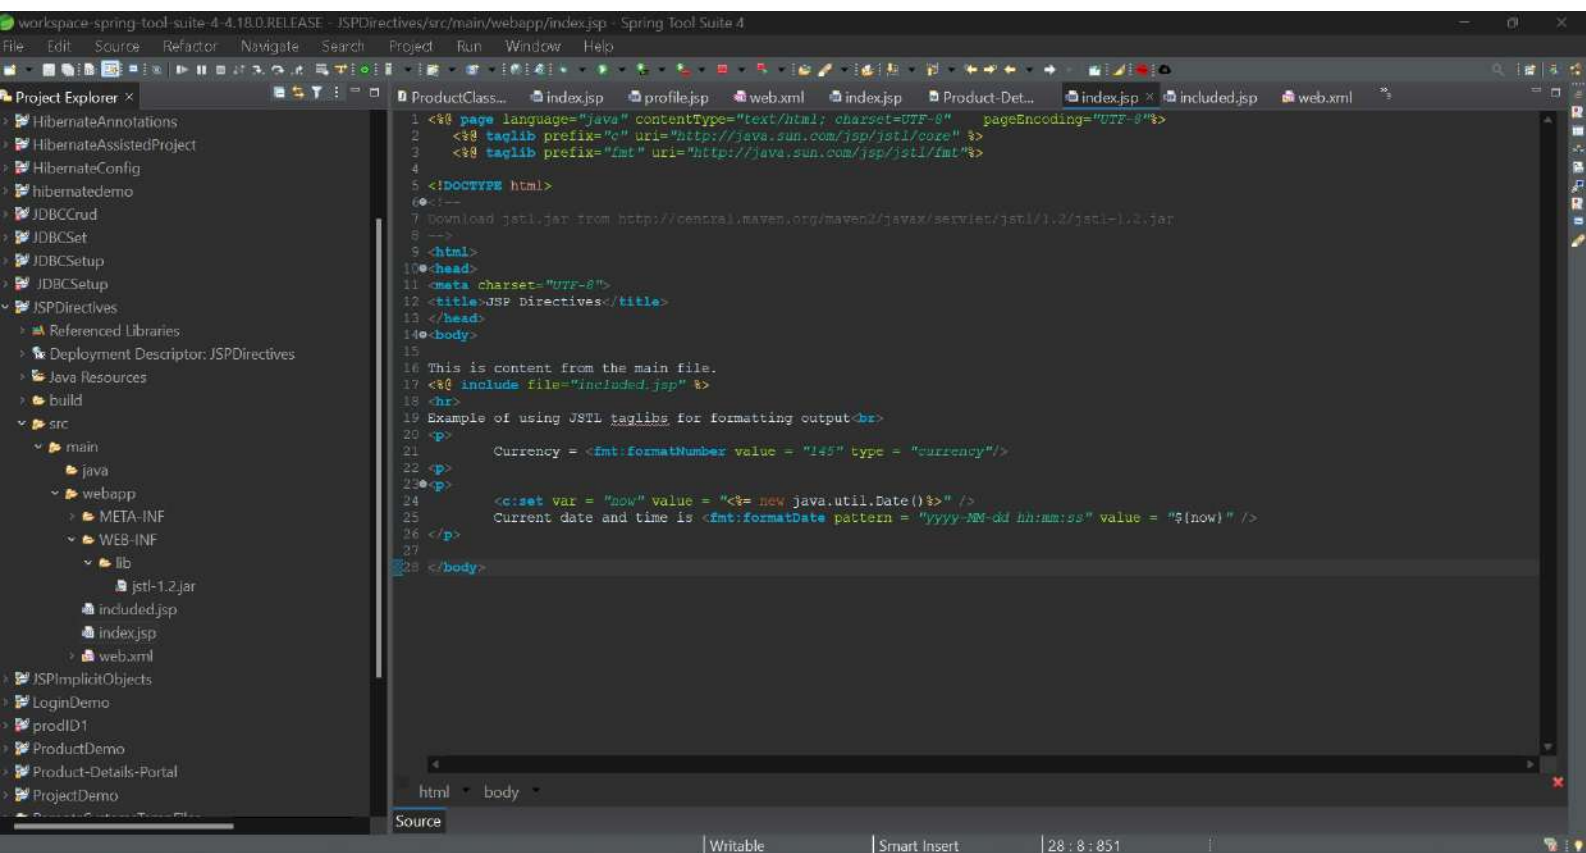 workspace-spring-tool-suite-4-4.18.0.RELEASE - JSPDirectives/src/main/webapp/index.jsp - Spring Tool Suite 4
File Edit Source Refactor Navigate Search Project Run Window Help
Project Explorer ×
HibernateAnnotations
HibernateAssistedProject
HibernateConfig
hibernatedemo
JDBCCrud
JDBCSet
JDBCSetup
JDBCSetup
JSPDirectives
Referenced Libraries
Deployment Descriptor: JSPDirectives
Java Resources
build
src
main
java
webapp
META-INF
WEB-INF
lib
jstl-1.2.jar
included.jsp
index.jsp
web.xml
JSPImplicitObjects
LoginDemo
prodID1
ProductDemo
Product-Details-Portal
ProjectDemo
ProductClass... index.jsp profile.jsp web.xml index.jsp Product-Det... index.jsp × included.jsp web.xml
1 <%@ page language="java" contentType="text/html; charset=UTF-8" pageEncoding="UTF-8"%>
2 <%@ taglib prefix="c" uri="http://java.sun.com/jsp/jstl/core" %>
3 <%@ taglib prefix="fmt" uri="http://java.sun.com/jsp/jstl/fmt"%>
4
5 <!DOCTYPE html>
6 <!--
7 Download jstl.jar from http://central.maven.org/maven2/javax/servlet/jstl/1.2/jstl-1.2.jar
8 -->
9 <html>
10 <head>
11 <meta charset="UTF-8">
12 <title>JSP Directives</title>
13 </head>
14 <body>
15
16 This is content from the main file.
17 <%@ include file="included.jsp" %>
18 <hr>
19 Example of using JSTL taglibs for formatting output<br>
20 <p>
21 Currency = <fmt:formatNumber value = "145" type = "currency"/>
22 <p>
23 <p>
24 <c:set var = "now" value = "<%= new java.util.Date()%>" />
25 Current date and time is <fmt:formatDate pattern = "yyyy-MM-dd hh:mm:ss" value = "${now}" />
26 </p>
27
28 </body>
html body
Source
Writable Smart Insert 28 : 8 : 851